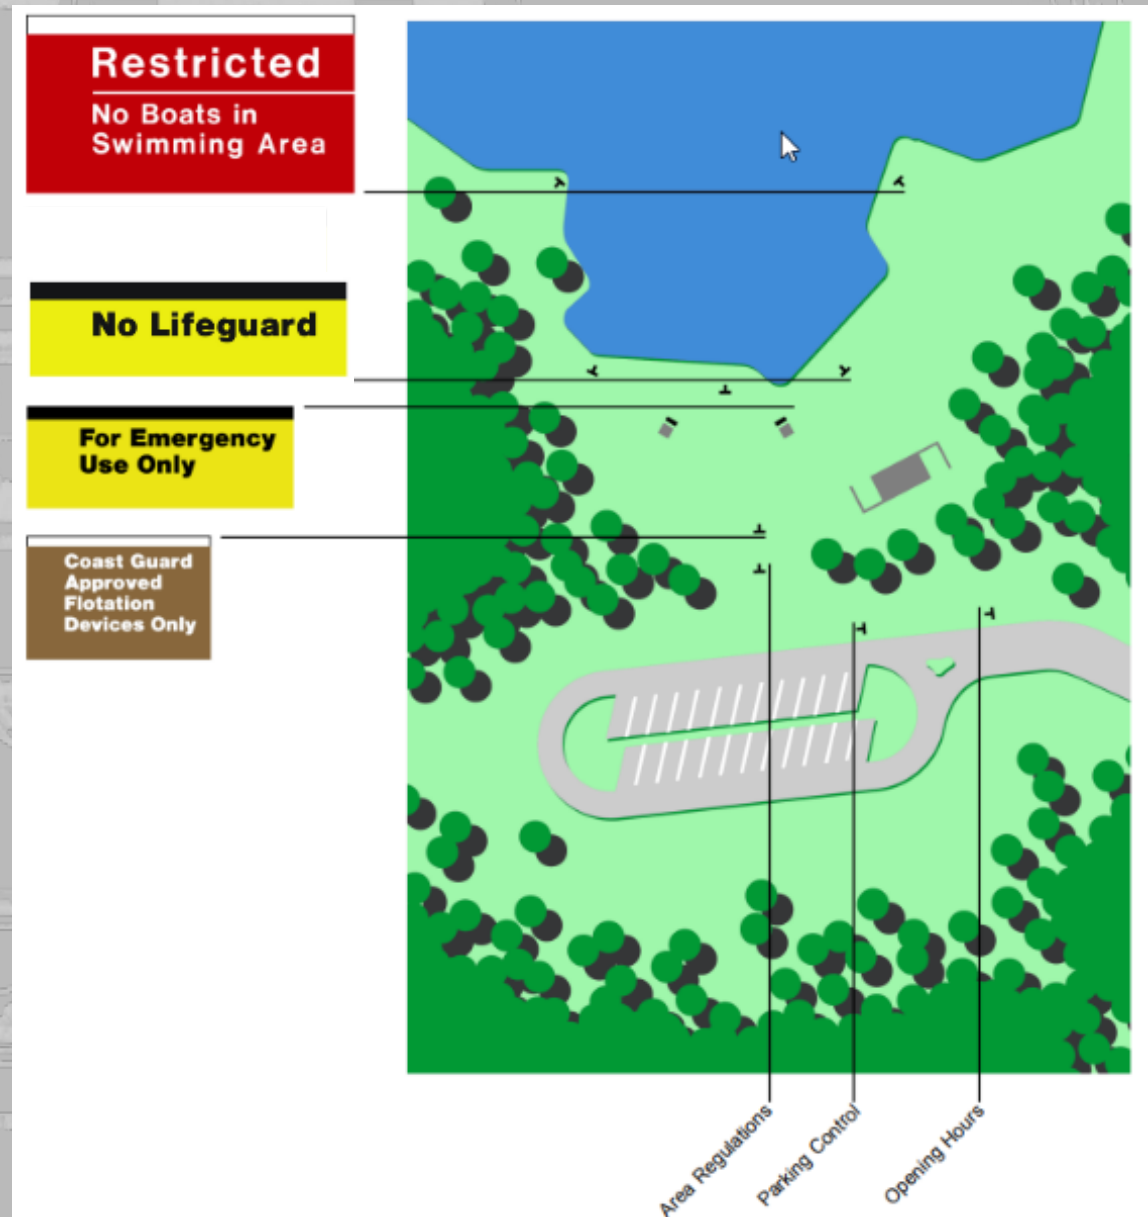 Restricted
No Boats in
Swimming Area
No Lifeguard
For Emergency
Use Only
Coast Guard
Approved
Flotation
Devices Only
Area Regulations
Parking Control
Opening Hours